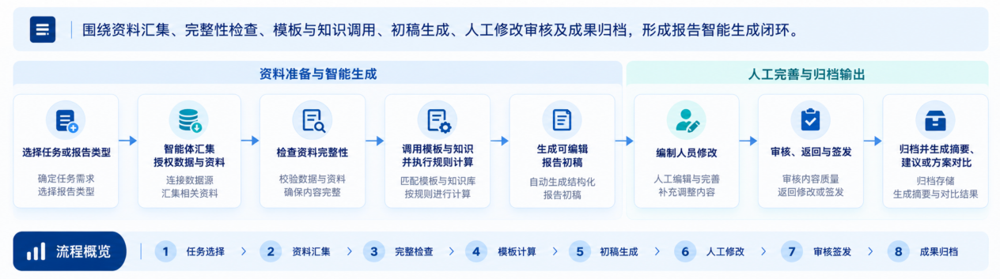 围绕资料汇集、完整性检查、模板与知识调用、初稿生成、人工修改审核及成果归档，形成报告智能生成闭环。
资料准备与智能生成
人工完善与归档输出
选择任务或报告类型
确定任务需求
选择报告类型
智能体汇集
授权数据与资料
连接数据源
汇集相关资料
检查资料完整性
校验数据与资料
确保内容完整
调用模板与知识
并执行规则计算
匹配模板与知识库
按规则进行计算
生成可编辑
报告初稿
自动生成结构化
报告初稿
编制人员修改
人工编辑与完善
补充调整内容
审核、返回与签发
审核内容质量
返回修改或签发
归档并生成摘要、
建议或方案对比
归档存储
生成摘要与对比结果
流程概览
1 任务选择
2 资料汇集
3 完整检查
4 模板计算
5 初稿生成
6 人工修改
7 审核签发
8 成果归档